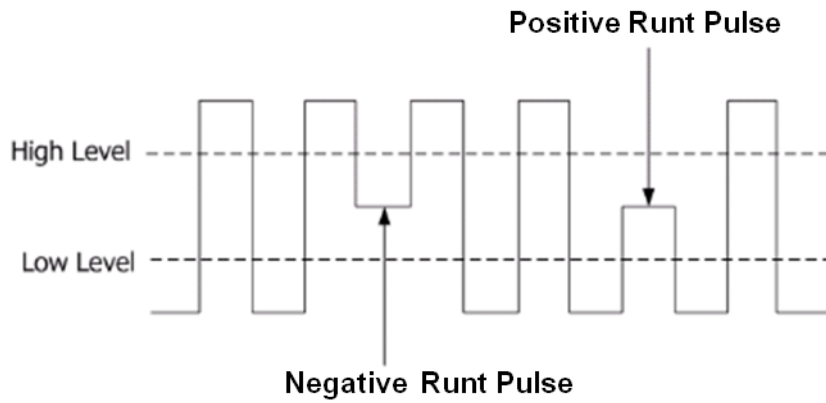 Positive Runt Pulse
High Level
Low Level
Negative Runt Pulse